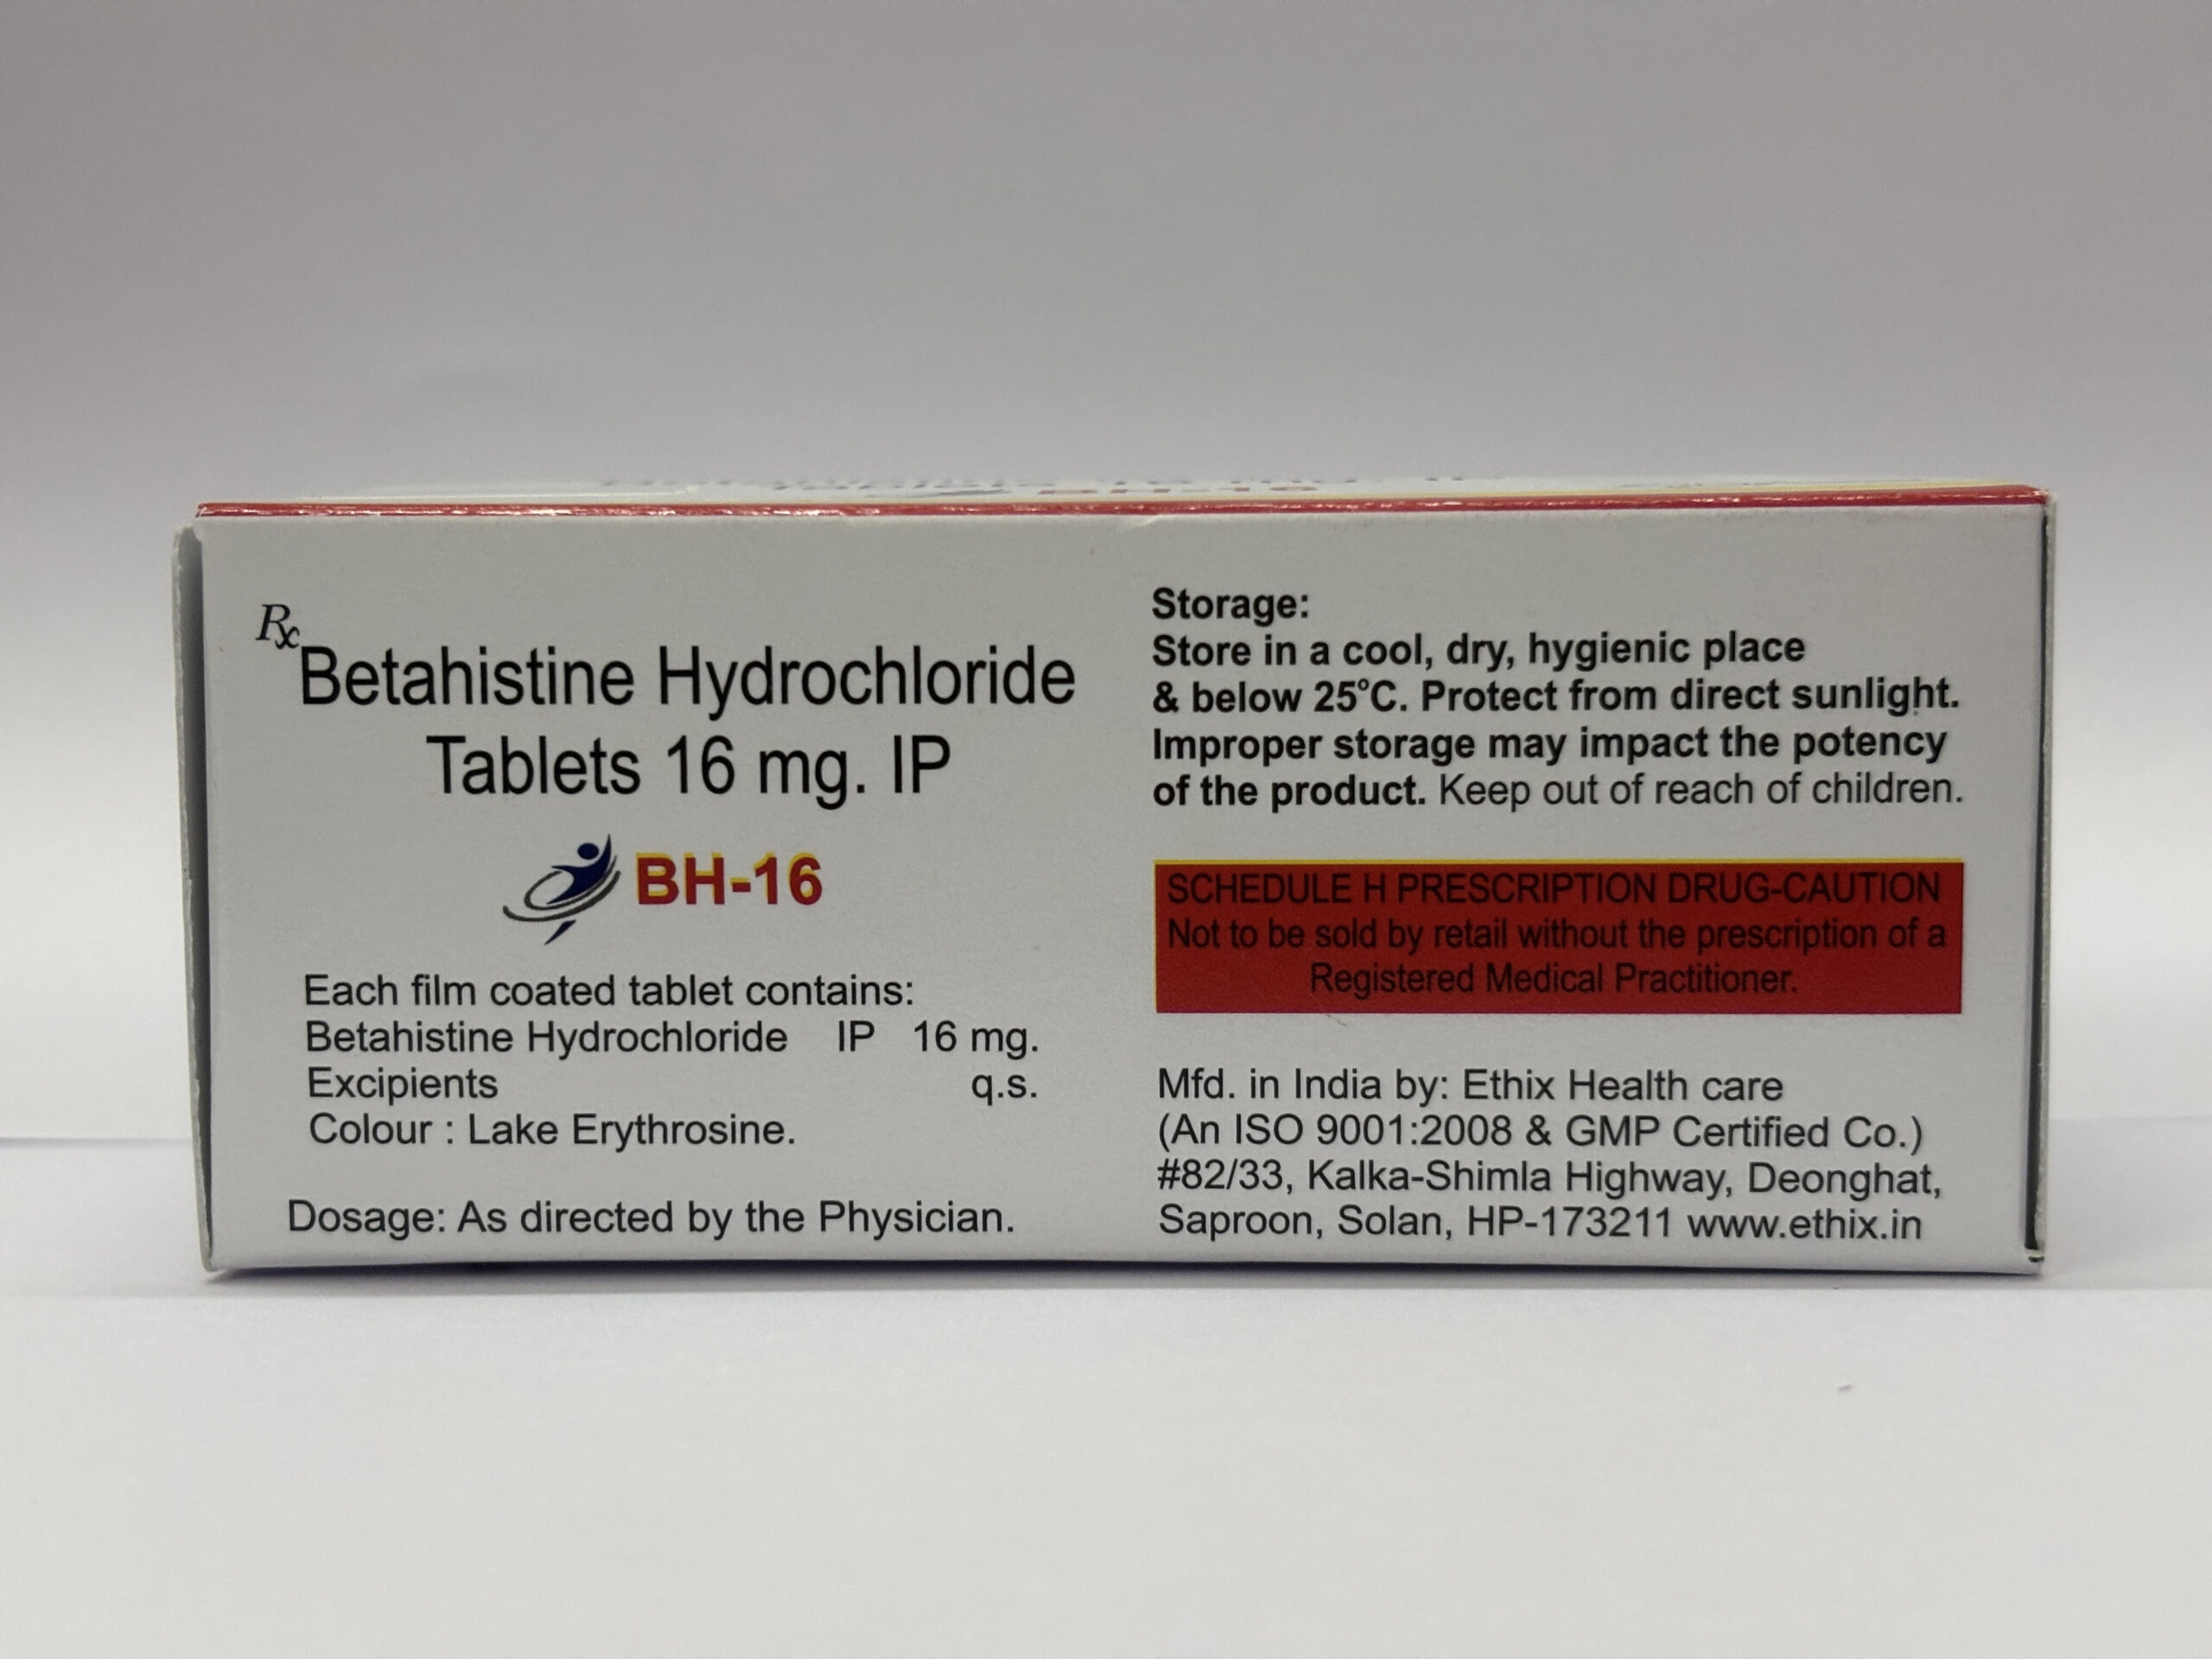 BH-16
Rx
Betahistine Hydrochloride
Tablets 16 mg. IP
BH-16
Each film coated tablet contains:
Betahistine Hydrochloride IP 16 mg.
Excipients q.s.
Colour : Lake Erythrosine.
Dosage: As directed by the Physician.
Storage:
Store in a cool, dry, hygienic place
& below 25°C. Protect from direct sunlight.
Improper storage may impact the potency
of the product. Keep out of reach of children.
SCHEDULE H PRESCRIPTION DRUG-CAUTION
Not to be sold by retail without the prescription of a
Registered Medical Practitioner.
Mfd. in India by: Ethix Health care
(An ISO 9001:2008 & GMP Certified Co.)
#82/33, Kalka-Shimla Highway, Deonghat,
Saproon, Solan, HP-173211 www.ethix.in